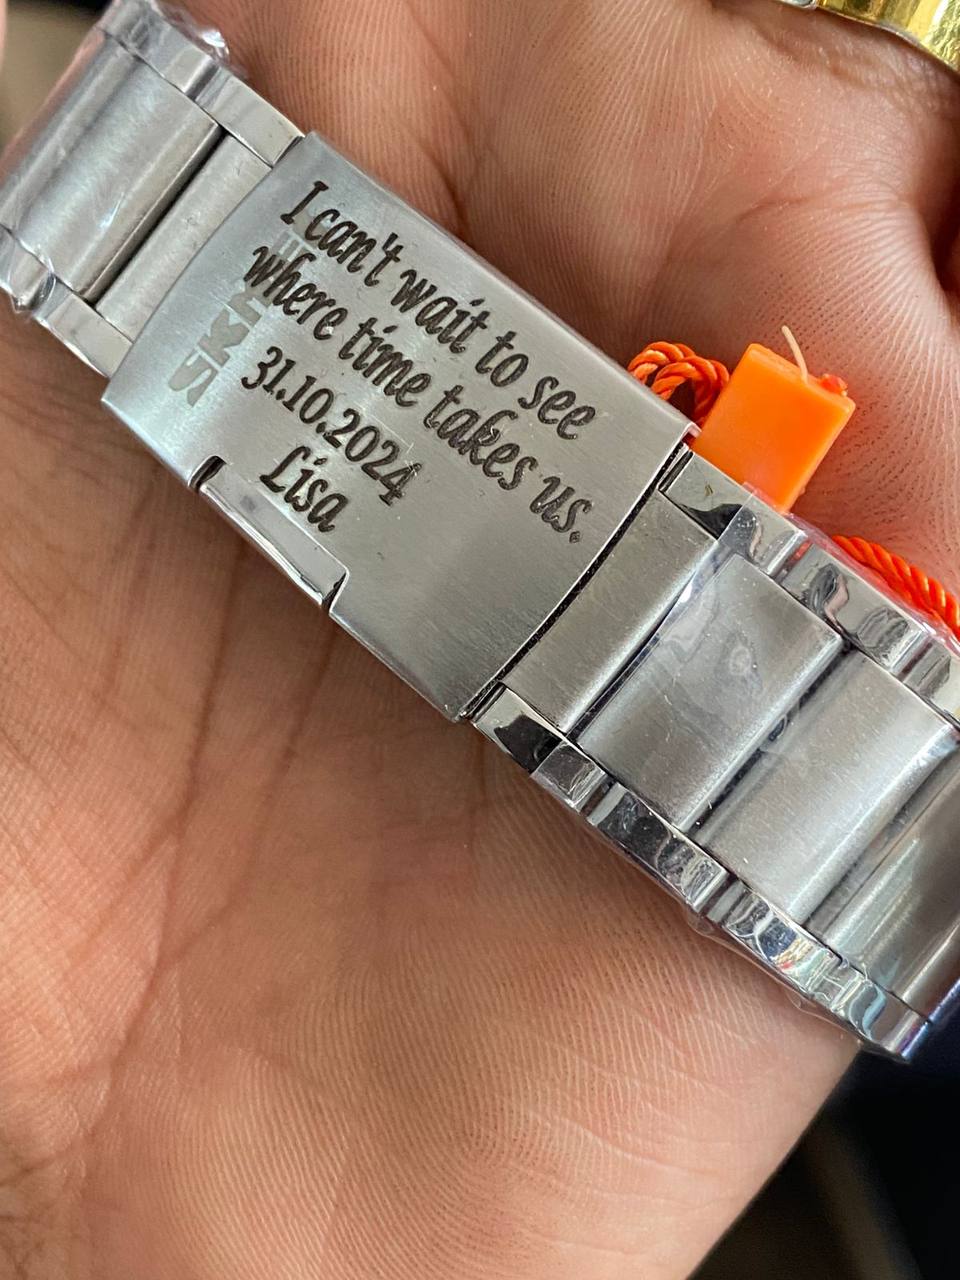 I can't wait to see
where time takes us.
31.10.2024
Lisa